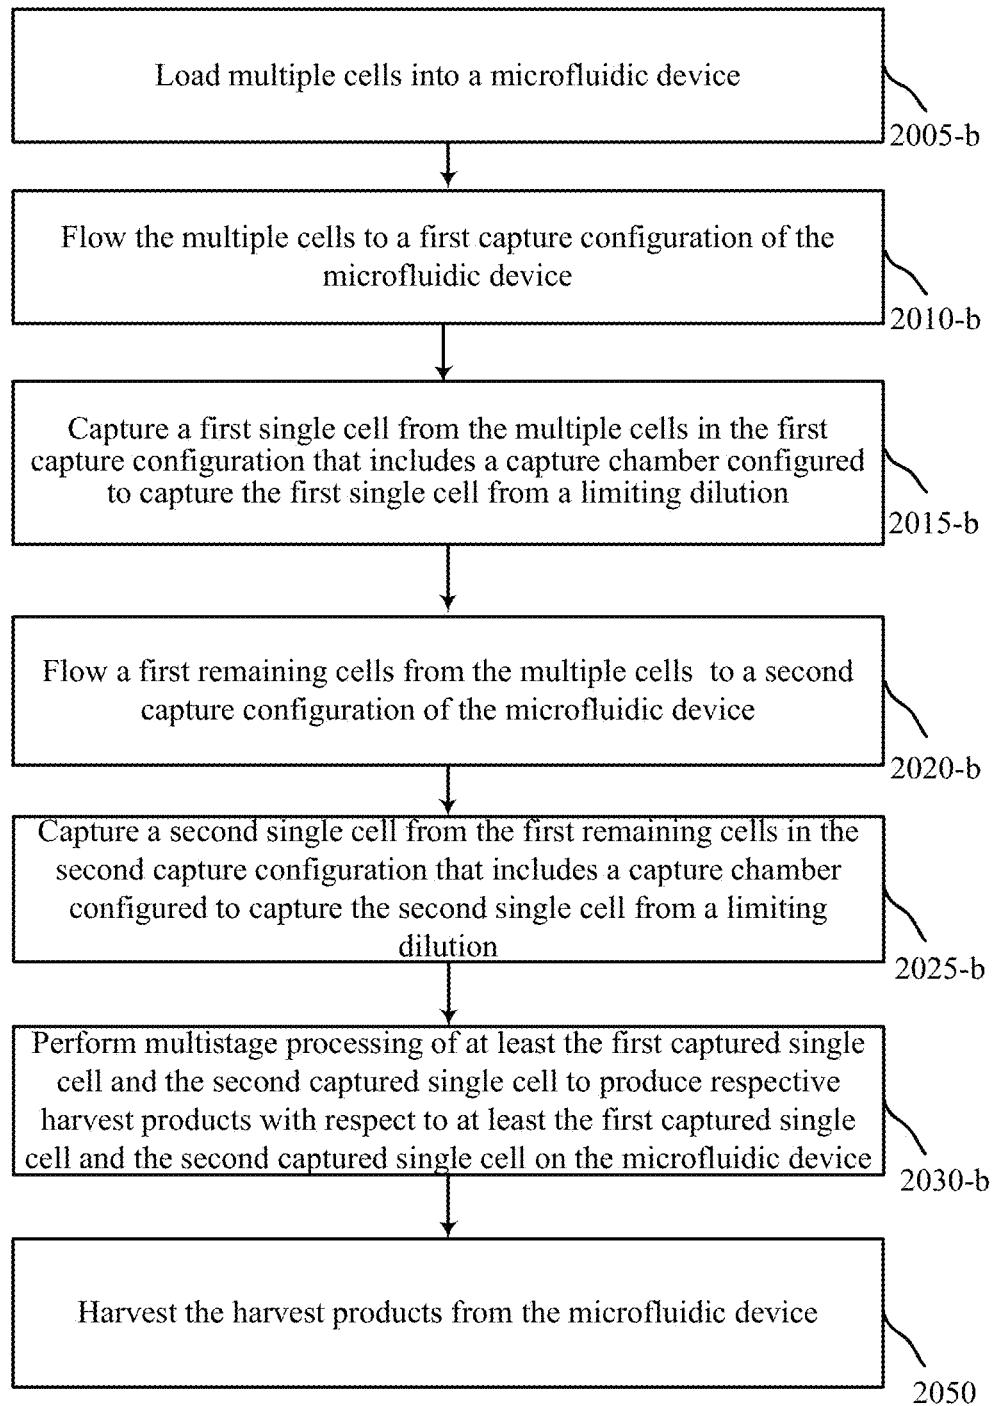 Load multiple cells into a microfluidic device
2005-b
Flow the multiple cells to a first capture configuration of the
microfluidic device
2010-b
Capture a first single cell from the multiple cells in the first
capture configuration that includes a capture chamber configured
to capture the first single cell from a limiting dilution
2015-b
Flow a first remaining cells from the multiple cells to a second
capture configuration of the microfluidic device
2020-b
Capture a second single cell from the first remaining cells in the
second capture configuration that includes a capture chamber
configured to capture the second single cell from a limiting
dilution
2025-b
Perform multistage processing of at least the first captured single
cell and the second captured single cell to produce respective
harvest products with respect to at least the first captured single
cell and the second captured single cell on the microfluidic device
2030-b
Harvest the harvest products from the microfluidic device
2050